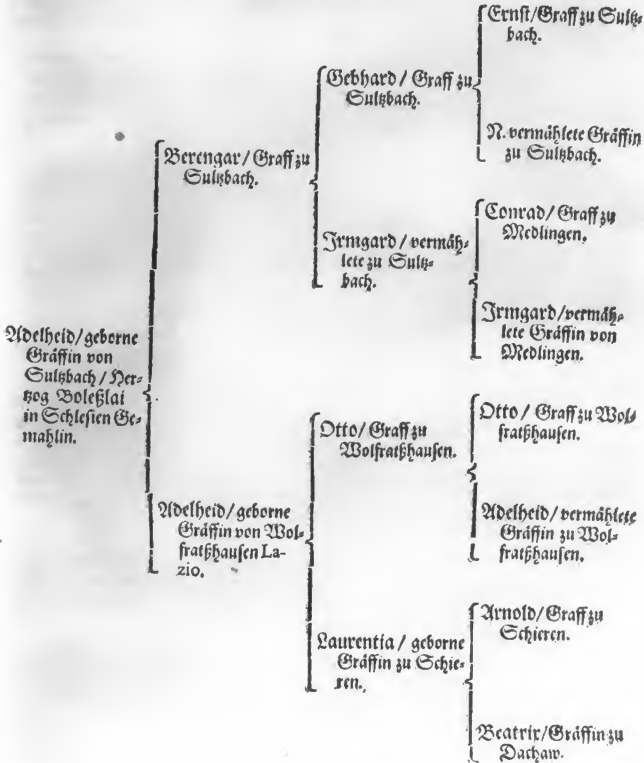 Adelheid/geborne
Gräffin von
Sultzbach/Her-
tzog Boleßlai
in Schlesien Ge-
mahlin.
Berengar/Graff zu
Sultzbach.
Gebhard/Graff zu
Sultzbach.
Ernst/Graff zu Sultz-
bach.
N. vermählete Gräffin
zu Sultzbach.
Irmgard/vermäh-
lete zu Sultz-
bach.
Conrad/Graff zu
Medlingen.
Irmgard/vermäh-
lete Gräffin von
Medlingen.
Adelheid/geborne
Gräffin von Wol-
fratßhausen La-
zio.
Otto/Graff zu
Wolfratßhausen.
Otto/Graff zu Wol-
fratßhausen.
Adelheid/vermählete
Gräffin zu Wol-
fratßhausen.
Laurentia/geborne
Gräffin zu Schie-
ren.
Arnold/Graff zu
Schieren.
Beatrix/Gräffin zu
Dachaw.